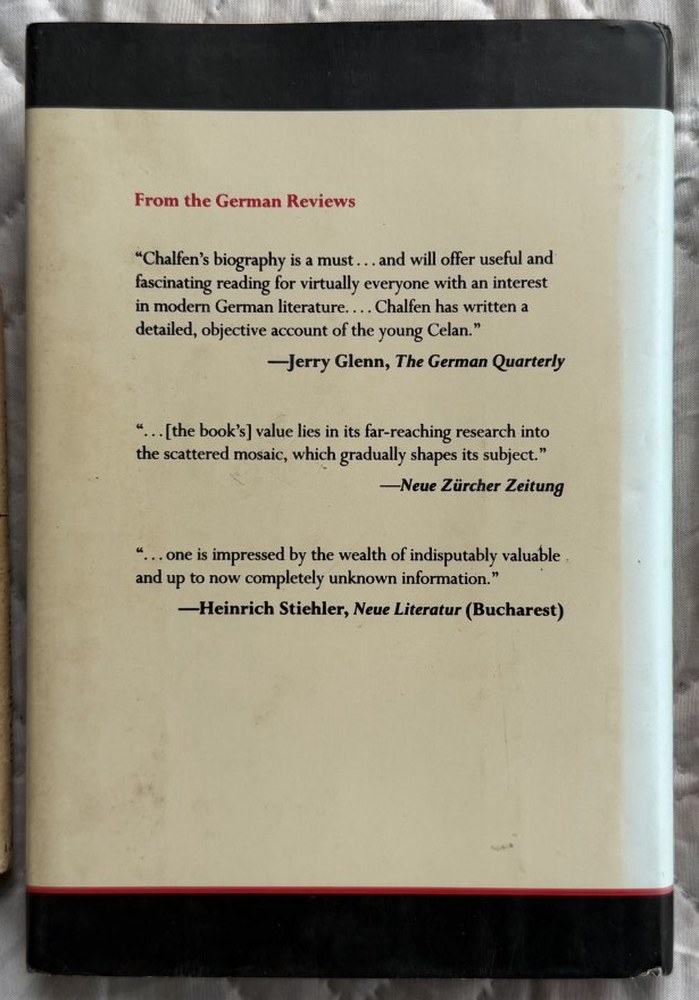 From the German Reviews
“Chalfen’s biography is a must . . . and will offer useful and
fascinating reading for virtually everyone with an interest
in modern German literature. . . . Chalfen has written a
detailed, objective account of the young Celan.”
—Jerry Glenn, The German Quarterly
“. . . [the book’s] value lies in its far-reaching research into
the scattered mosaic, which gradually shapes its subject.”
—Neue Zürcher Zeitung
“. . . one is impressed by the wealth of indisputably valuable
and up to now completely unknown information.”
—Heinrich Stiehler, Neue Literatur (Bucharest)